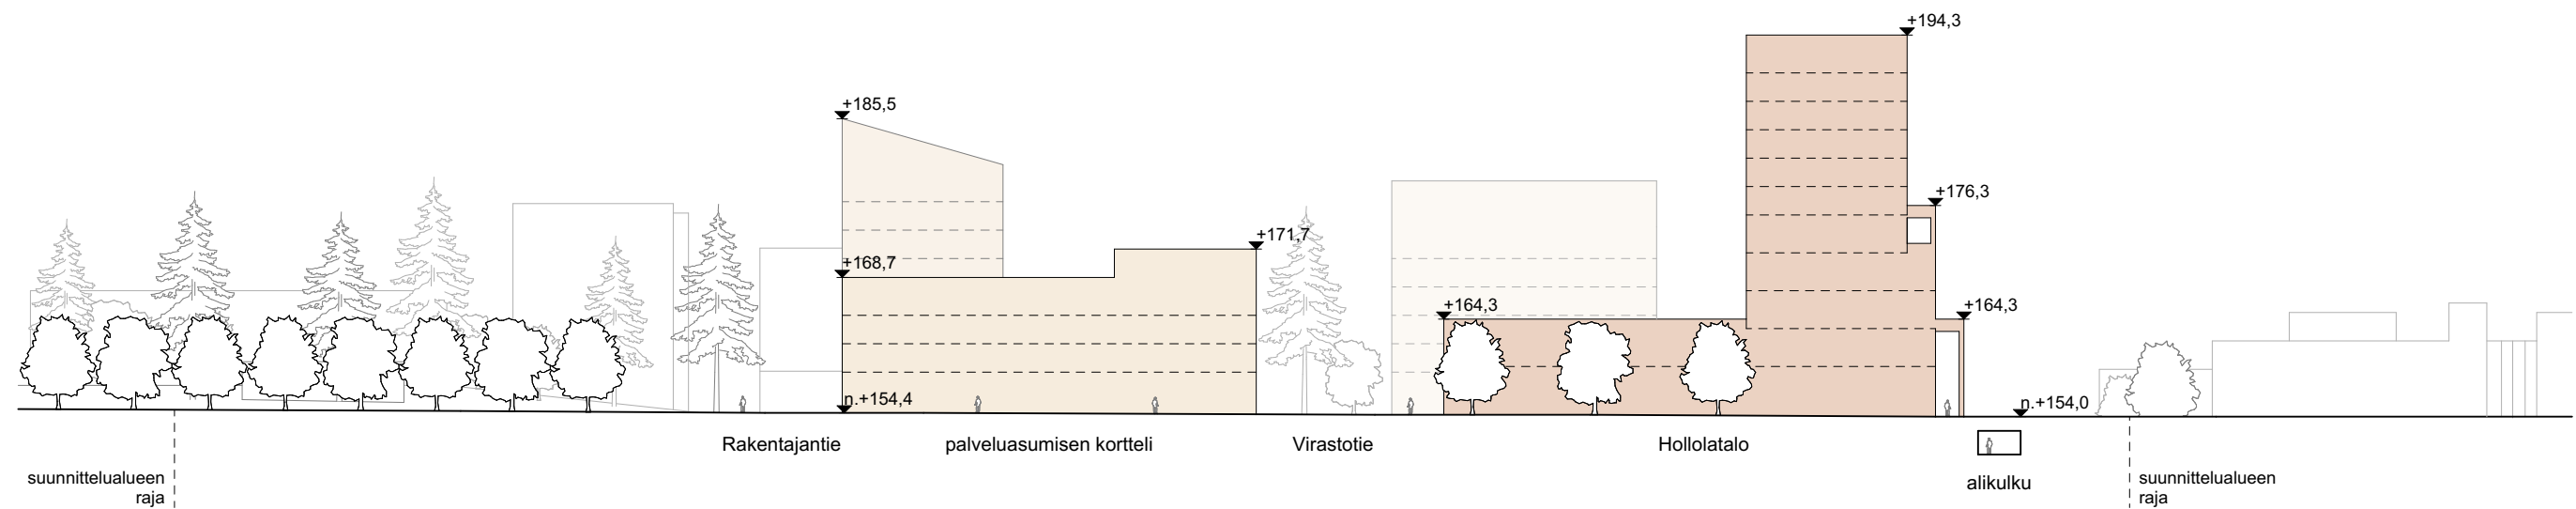 +194,3
+185,5
+176,3
+171,7
+168,7
+164,3
+164,3
n.+154,4
n.+154,0
Rakentajantie
palveluasumisen kortteli
Virastotie
Hollolatalo
alikulku
suunnittelualueen
raja
suunnittelualueen
raja